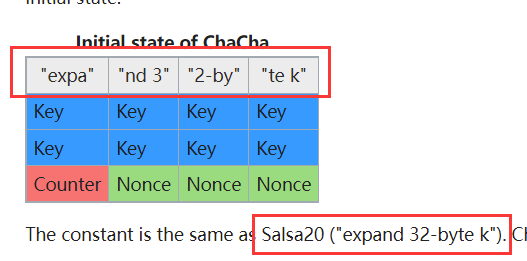 initial state:
Initial state of ChaCha
"expa" "nd 3" "2-by" "te k"
Key Key Key Key
Key Key Key Key
Counter Nonce Nonce Nonce
The constant is the same as Salsa20 ("expand 32-byte k"). Ch